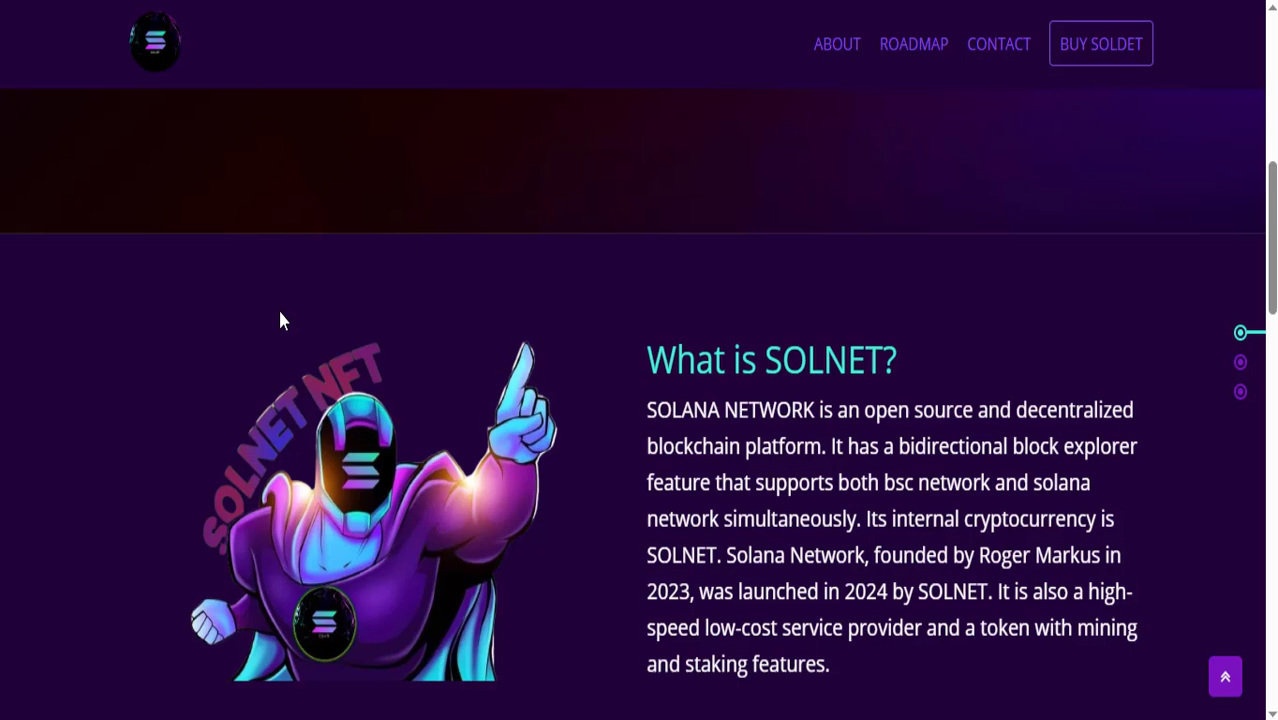 ABOUT ROADMAP CONTACT BUY SOLDET
SOLNET NFT
What is SOLNET?
SOLANA NETWORK is an open source and decentralized
blockchain platform. It has a bidirectional block explorer
feature that supports both bsc network and solana
network simultaneously. Its internal cryptocurrency is
SOLNET. Solana Network, founded by Roger Markus in
2023, was launched in 2024 by SOLNET. It is also a high-
speed low-cost service provider and a token with mining
and staking features.